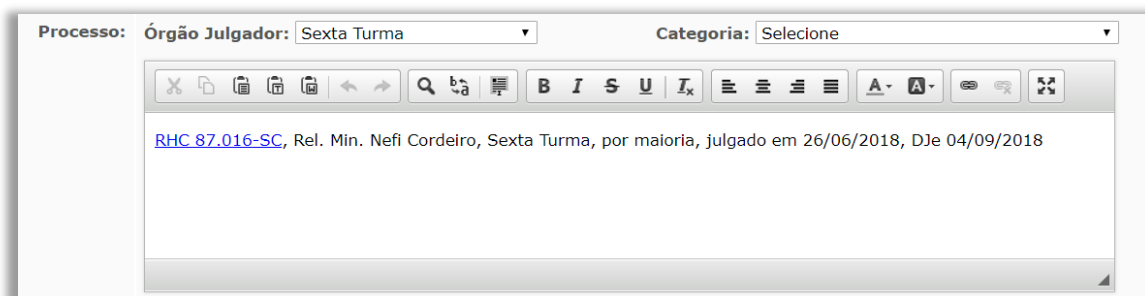 Processo: Órgão Julgador: Sexta Turma Categoria: Selecione
B I S U Ix A A
RHC 87.016-SC, Rel. Min. Nefi Cordeiro, Sexta Turma, por maioria, julgado em 26/06/2018, DJe 04/09/2018